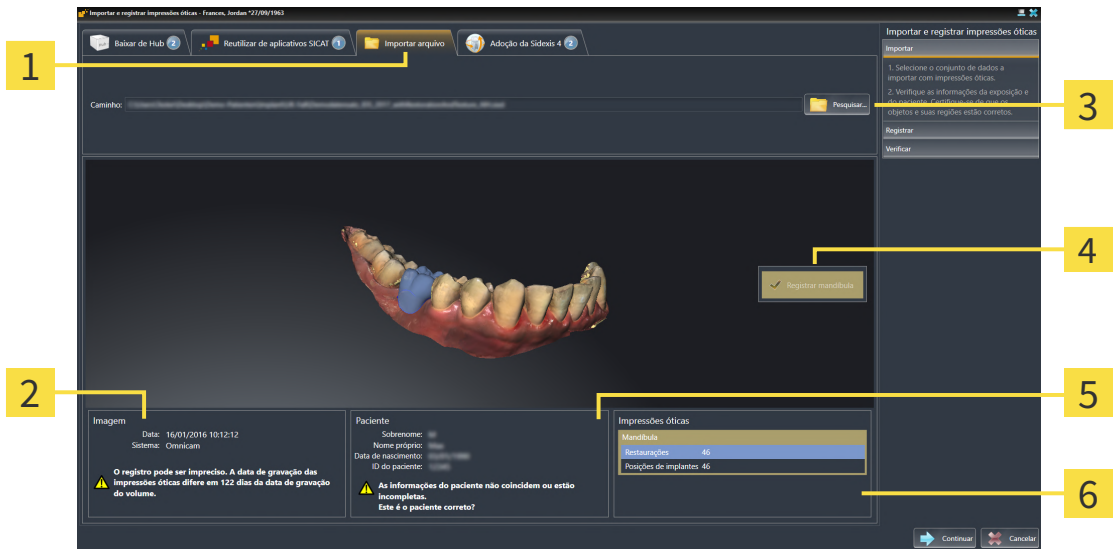 Importar e registrar impressões óticas - Frances, Jordan *27/09/1963
Baixar de Hub 2
Reutilizar de aplicativos SICAT 1
Importar arquivo
Adoção da Sidexis 4 2
Importar e registrar impressões óticas
Importar
1. Selecione o conjunto de dados a
importar com impressões óticas.
2. Verifique as informações da exposição e
do paciente. Certifique-se de que os
objetos e suas regiões estão corretos.
Registrar
Verificar
1
Caminho:
Pesquisar...
3
4
Registrar mandíbula
2
5
6
Imagem
Data: 16/01/2016 10:12:12
Sistema: Omnicam
O registro pode ser impreciso. A data de gravação das
impressões óticas difere em 122 dias da data de gravação
do volume.
Paciente
Sobrenome:
Nome próprio:
Data de nascimento:
ID do paciente:
As informações do paciente não coincidem ou estão
incompletas.
Este é o paciente correto?
Impressões óticas
Mandíbula
Restaurações 46
Posições de implantes 46
Continuar
Cancelar